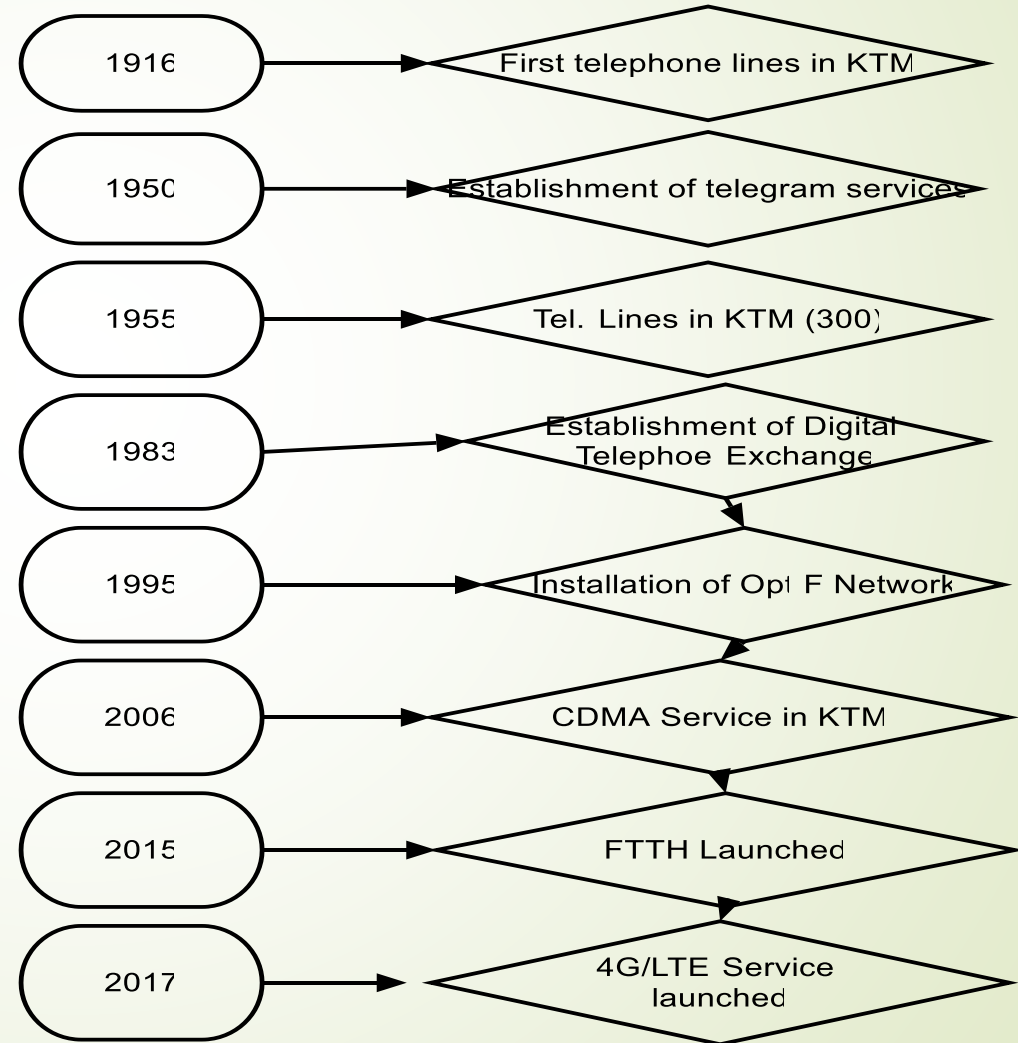 1916
First telephone lines in KTM
1950
Establishment of telegram services
1955
Tel. Lines in KTM (300)
1983
Establishment of Digital
Telephoe Exchange
1995
Installation of Opt F Network
2006
CDMA Service in KTM
2015
FTTH Launched
2017
4G/LTE Service
launched